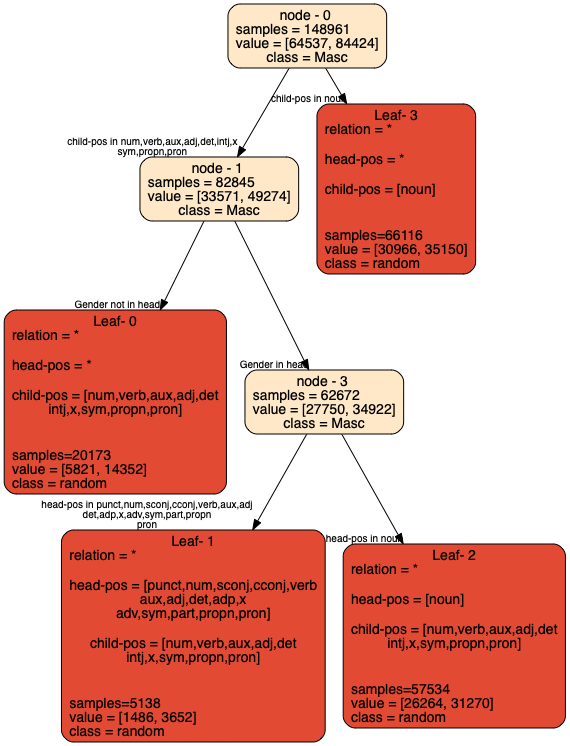 node - 0
samples = 148961
value = [64537, 84424]
class = Masc
child-pos in noun
child-pos in num,verb,aux,adj,det,intj,x
sym,propn,pron
Leaf- 3
relation = *
head-pos = *
child-pos = [noun]
samples=66116
value = [30966, 35150]
class = random
node - 1
samples = 82845
value = [33571, 49274]
class = Masc
Gender not in head
Leaf- 0
relation = *
head-pos = *
child-pos = [num,verb,aux,adj,det
intj,x,sym,propn,pron]
samples=20173
value = [5821, 14352]
class = random
Gender in head
node - 3
samples = 62672
value = [27750, 34922]
class = Masc
head-pos in punct,num,sconj,cconj,verb,aux,adj
det,adp,x,adv,sym,part,propn
pron
Leaf- 1
relation = *
head-pos = [punct,num,sconj,cconj,verb
aux,adj,det,adp,x
adv,sym,part,propn,pron]
child-pos = [num,verb,aux,adj,det
intj,x,sym,propn,pron]
samples=5138
value = [1486, 3652]
class = random
head-pos in noun
Leaf- 2
relation = *
head-pos = [noun]
child-pos = [num,verb,aux,adj,det
intj,x,sym,propn,pron]
samples=57534
value = [26264, 31270]
class = random